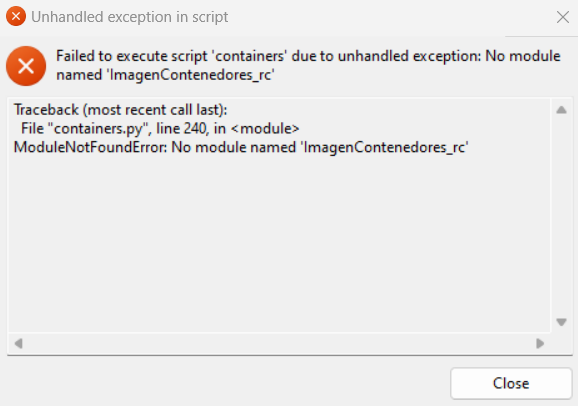 Unhandled exception in script
Failed to execute script 'containers' due to unhandled exception: No module
named 'ImagenContenedores_rc'
Traceback (most recent call last):
  File "containers.py", line 240, in <module>
ModuleNotFoundError: No module named 'ImagenContenedores_rc'
Close